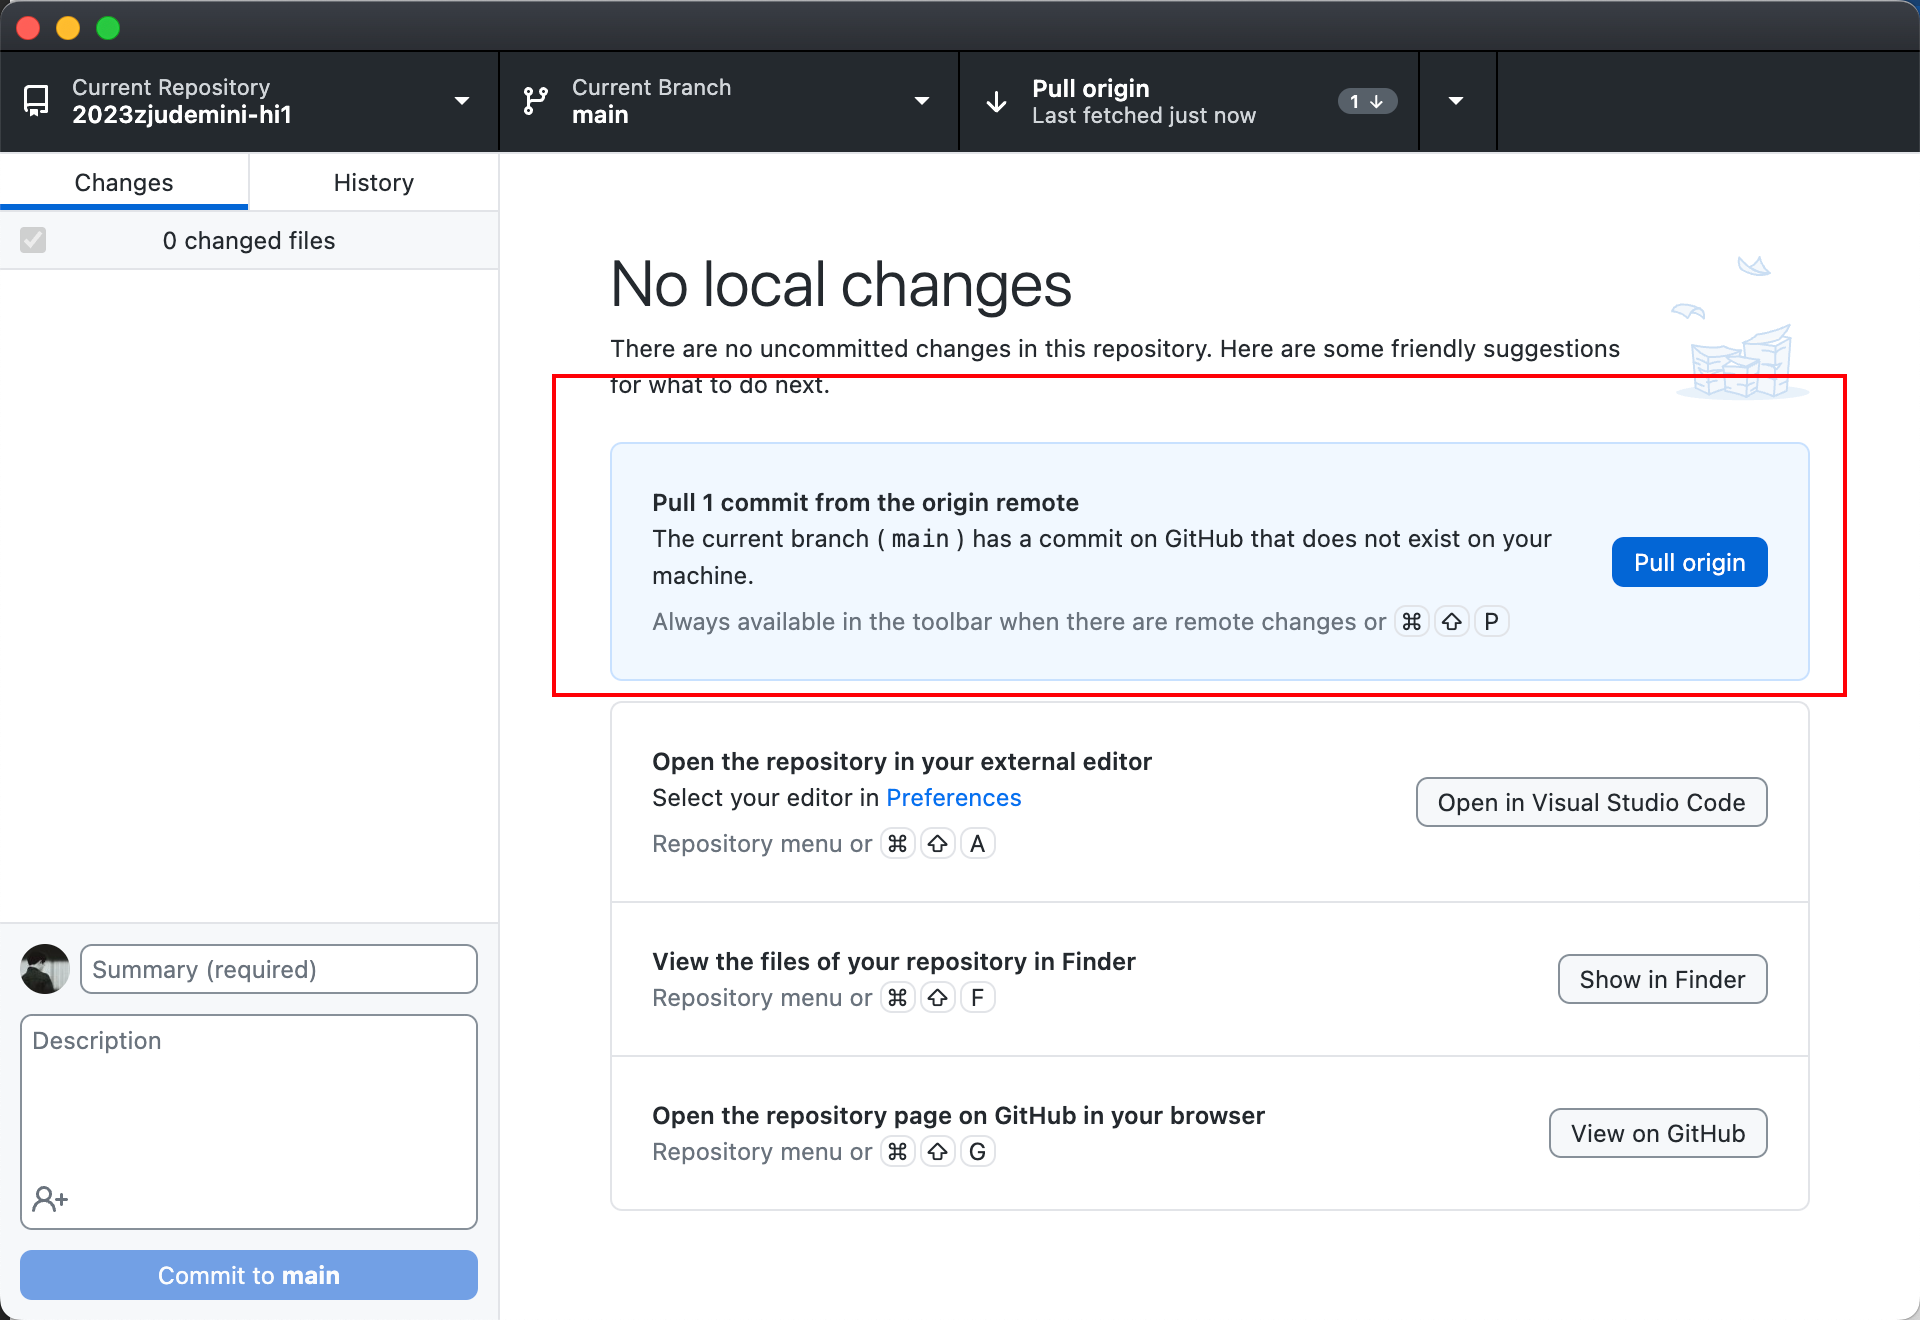 Current Repository
2023zjudemini-hi1
Current Branch
main
Pull origin
Last fetched just now
1
Changes
History
0 changed files
No local changes
There are no uncommitted changes in this repository. Here are some friendly suggestions
for what to do next.
Pull 1 commit from the origin remote
The current branch ( main ) has a commit on GitHub that does not exist on your
machine.
Pull origin
Always available in the toolbar when there are remote changes or ⌘ ⇧ P
Open the repository in your external editor
Select your editor in Preferences
Open in Visual Studio Code
Repository menu or ⌘ ⇧ A
View the files of your repository in Finder
Show in Finder
Repository menu or ⌘ ⇧ F
Open the repository page on GitHub in your browser
View on GitHub
Repository menu or ⌘ ⇧ G
Summary (required)
Description
Commit to main